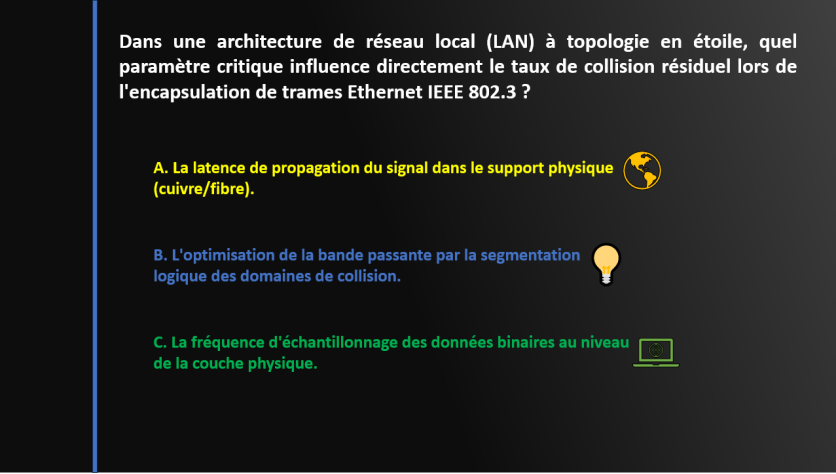 Dans une architecture de réseau local (LAN) à topologie en étoile, quel
paramètre critique influence directement le taux de collision résiduel lors de
l'encapsulation de trames Ethernet IEEE 802.3 ?
A. La latence de propagation du signal dans le support physique
(cuivre/fibre).
B. L'optimisation de la bande passante par la segmentation
logique des domaines de collision.
C. La fréquence d'échantillonnage des données binaires au niveau
de la couche physique.